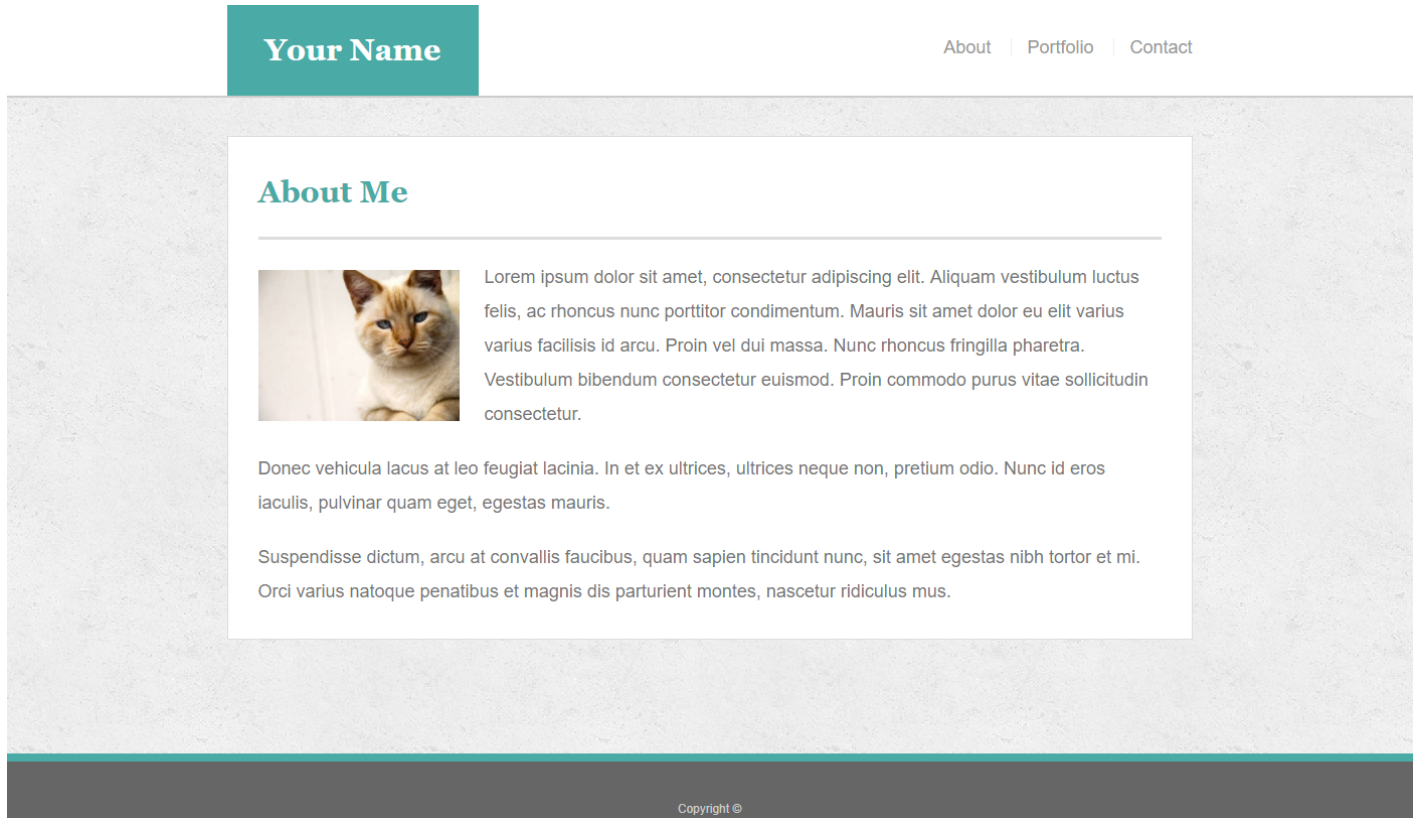 Your Name
About
Portfolio
Contact
About Me
Lorem ipsum dolor sit amet, consectetur adipiscing elit. Aliquam vestibulum luctus
felis, ac rhoncus nunc porttitor condimentum. Mauris sit amet dolor eu elit varius
varius facilisis id arcu. Proin vel dui massa. Nunc rhoncus fringilla pharetra.
Vestibulum bibendum consectetur euismod. Proin commodo purus vitae sollicitudin
consectetur.
Donec vehicula lacus at leo feugiat lacinia. In et ex ultrices, ultrices neque non, pretium odio. Nunc id eros
iaculis, pulvinar quam eget, egestas mauris.
Suspendisse dictum, arcu at convallis faucibus, quam sapien tincidunt nunc, sit amet egestas nibh tortor et mi.
Orci varius natoque penatibus et magnis dis parturient montes, nascetur ridiculus mus.
Copyright ©